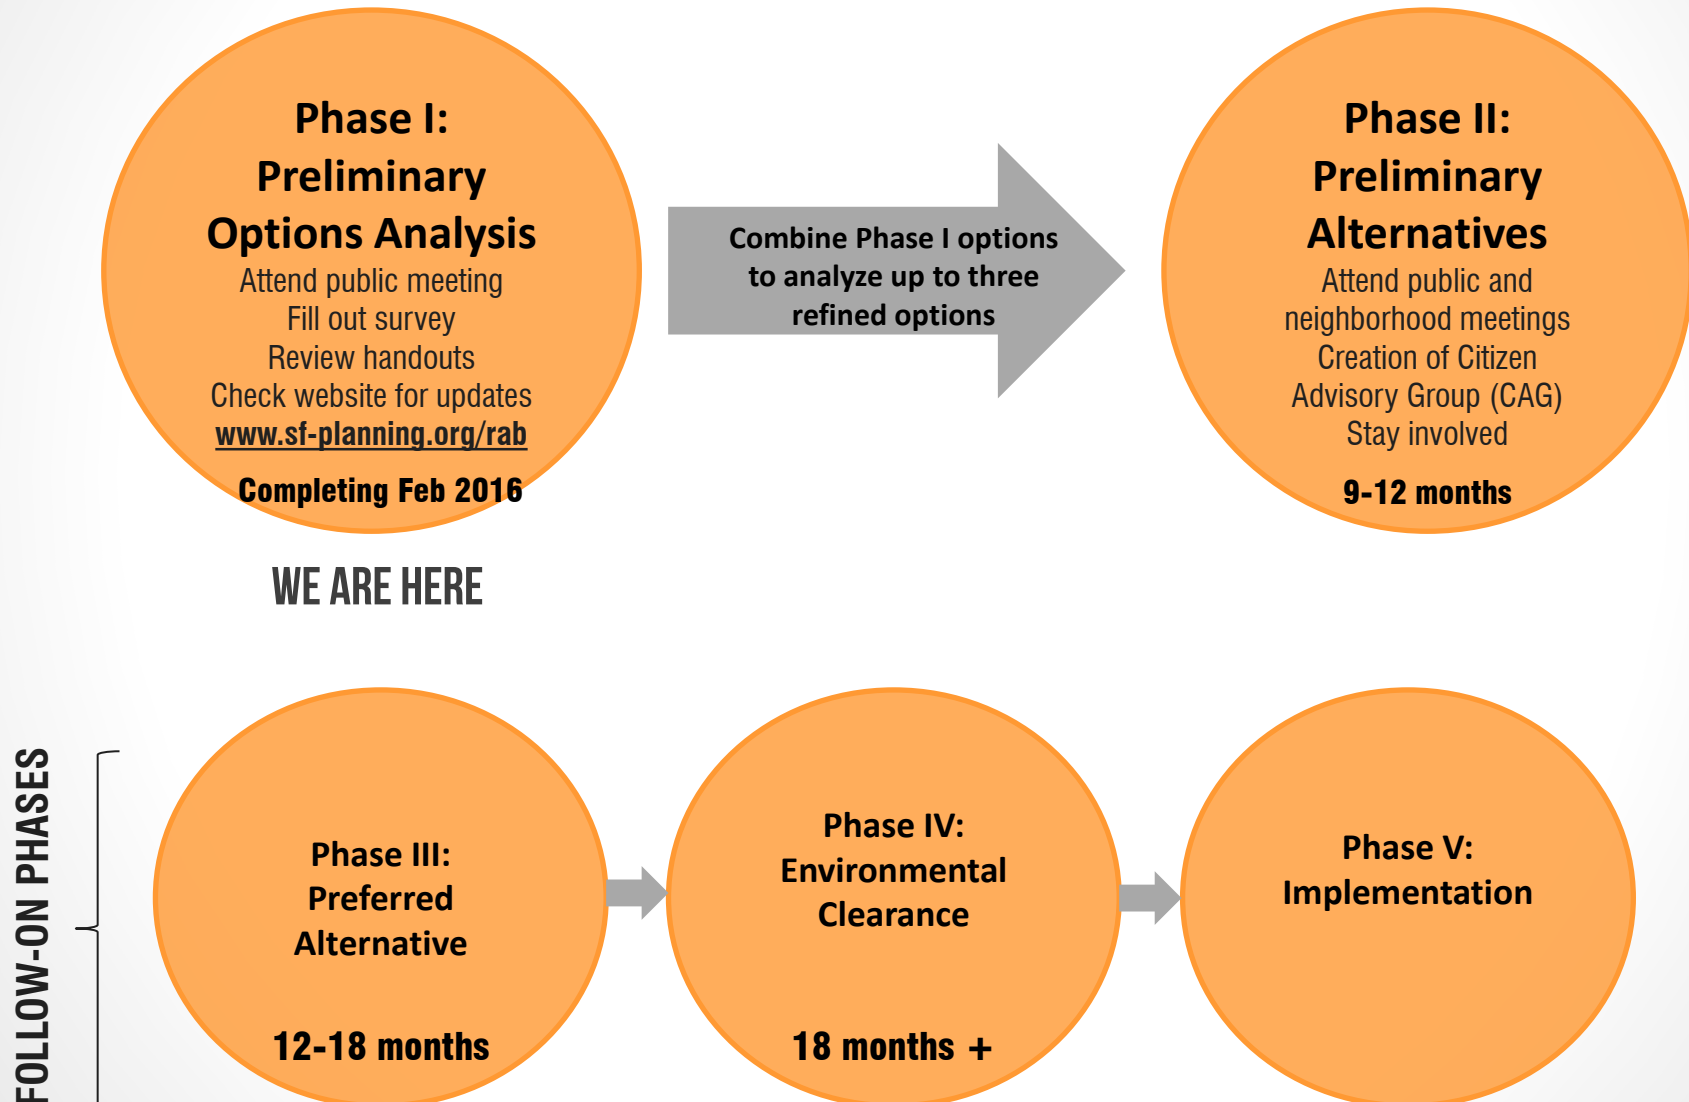 Phase I:
Preliminary
Options Analysis
Attend public meeting
Fill out survey
Review handouts
Check website for updates
www.sf-planning.org/rab
Completing Feb 2016
WE ARE HERE
Combine Phase I options
to analyze up to three
refined options
Phase II:
Preliminary
Alternatives
Attend public and
neighborhood meetings
Creation of Citizen
Advisory Group (CAG)
Stay involved
9-12 months
FOLLOW-ON PHASES
Phase III:
Preferred
Alternative
12-18 months
Phase IV:
Environmental
Clearance
18 months +
Phase V:
Implementation